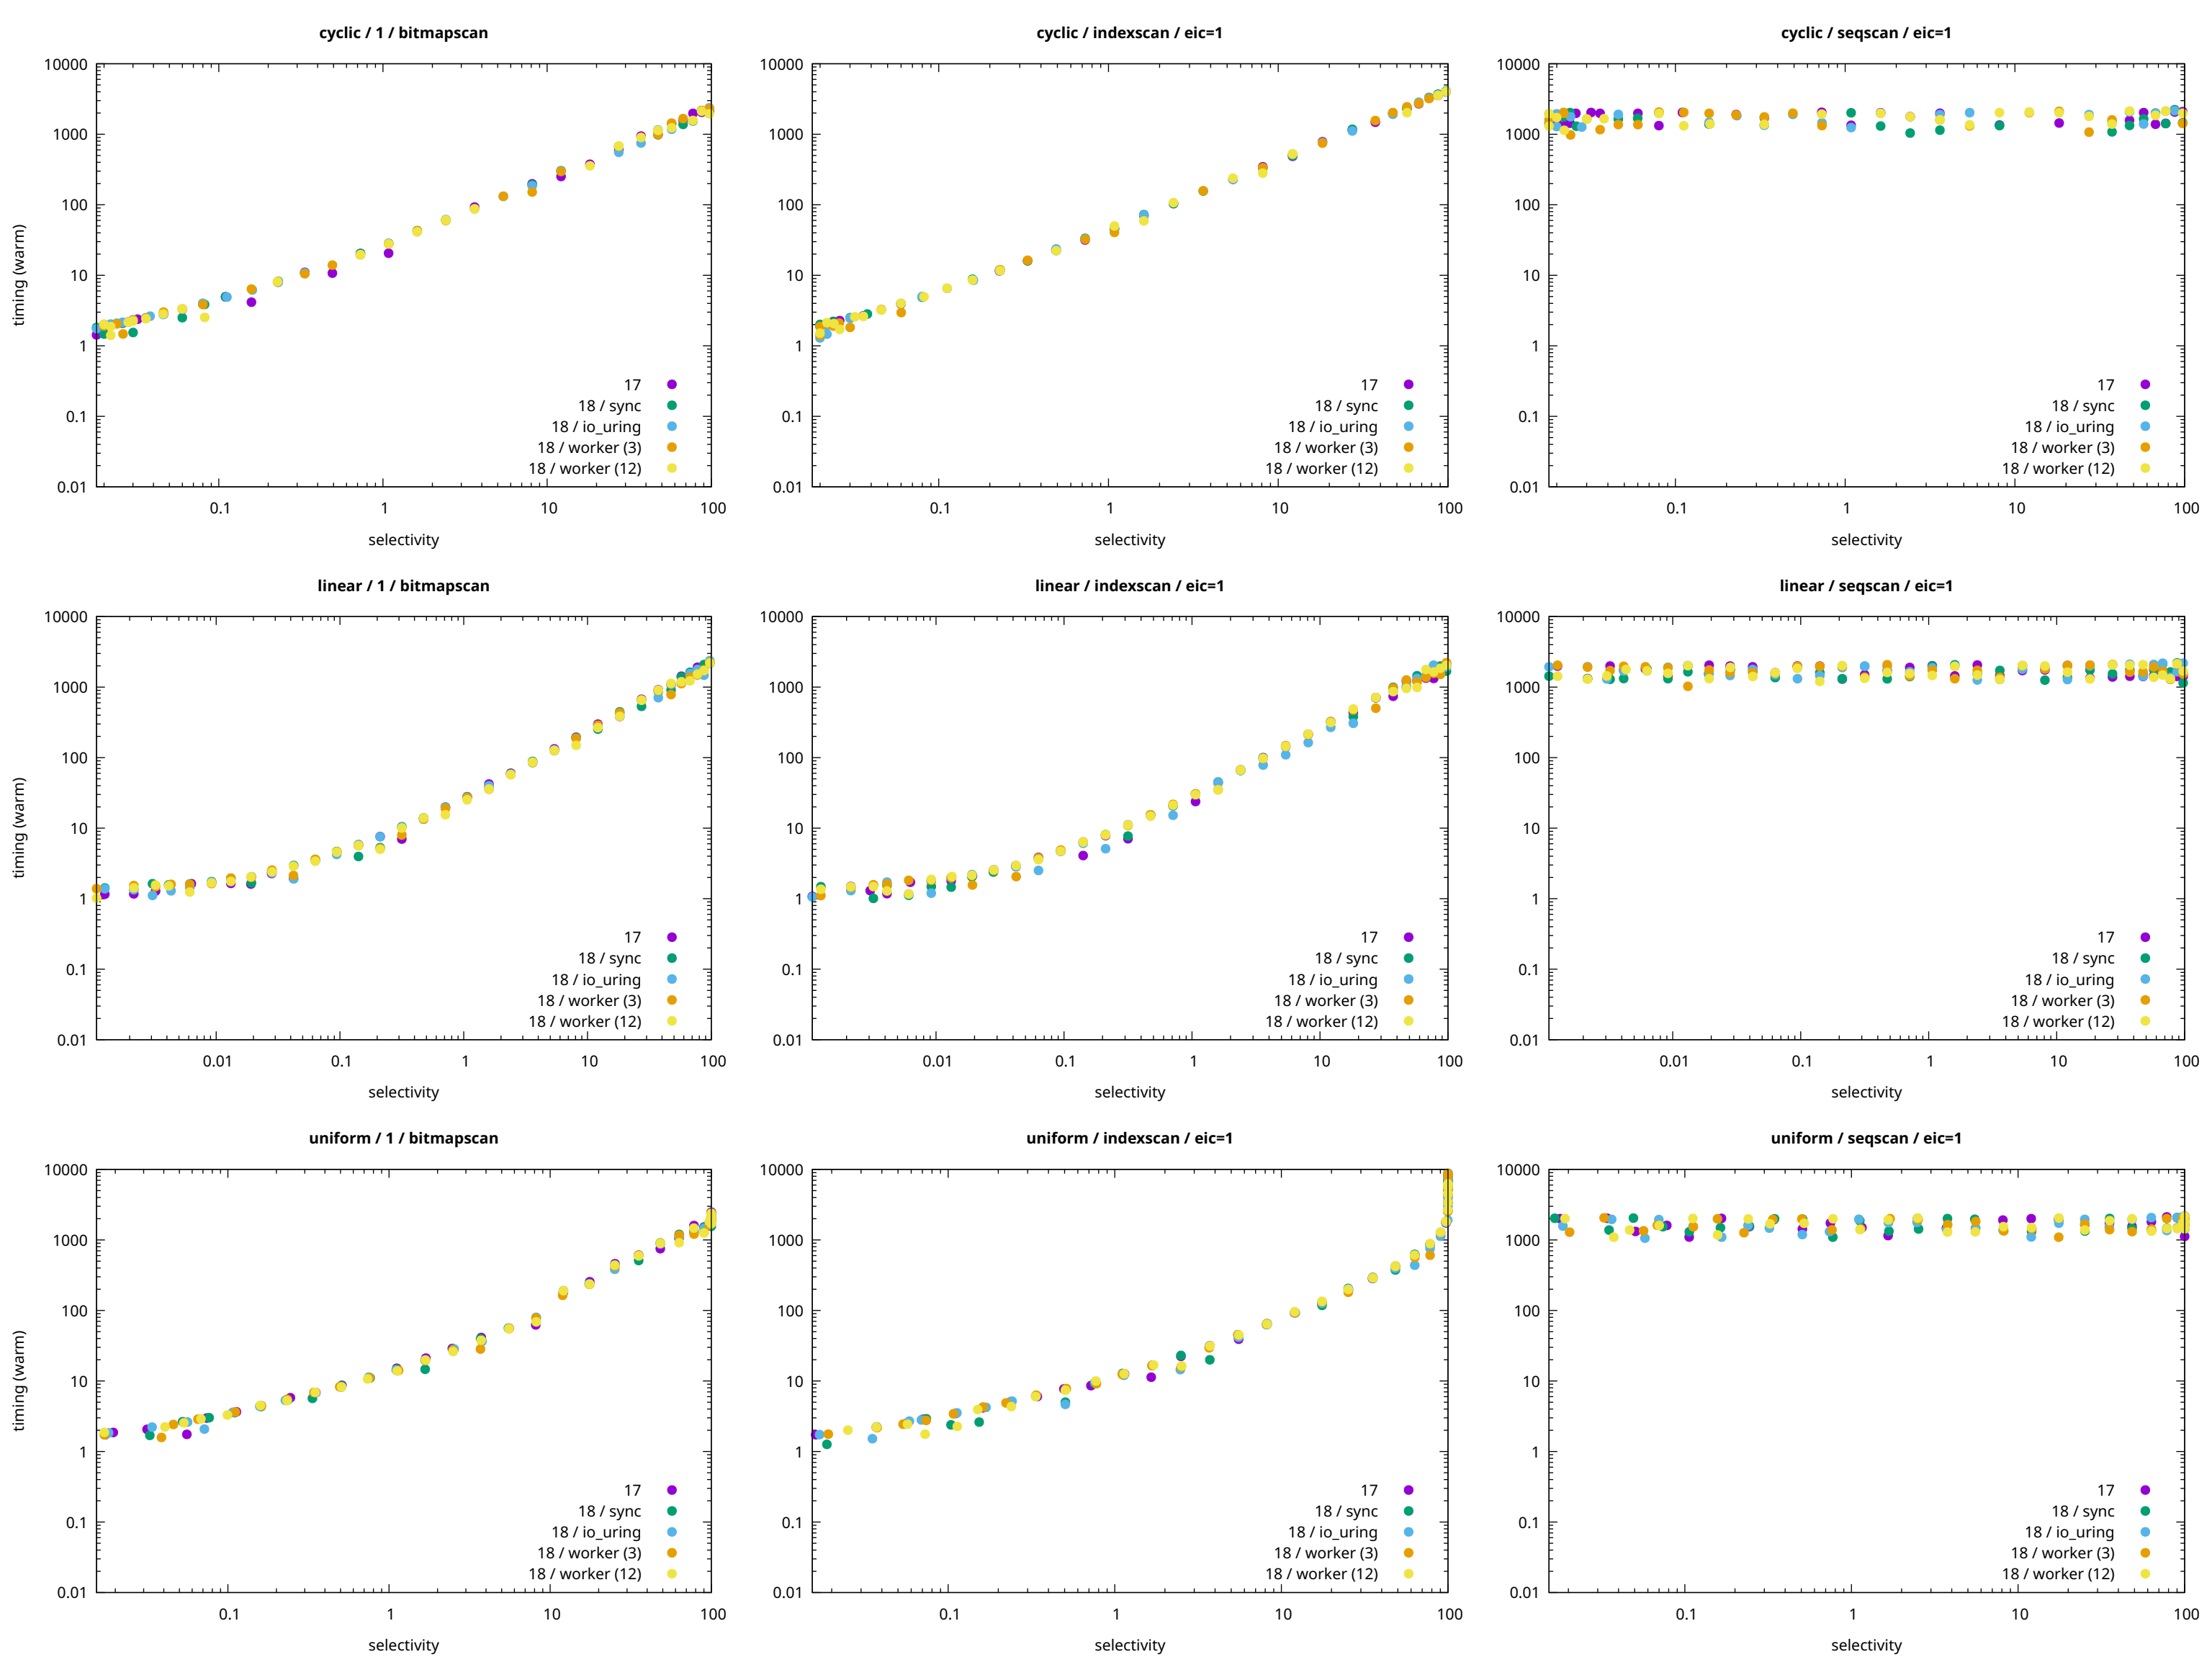 cyclic / 1 / bitmapscan
timing (warm)
10000
1000
100
10
1
0.1
0.01
17
18 / sync
18 / io_uring
18 / worker (3)
18 / worker (12)
0.1 1 10 100
selectivity
cyclic / indexscan / eic=1
10000
1000
100
10
1
0.1
0.01
17
18 / sync
18 / io_uring
18 / worker (3)
18 / worker (12)
0.1 1 10 100
selectivity
cyclic / seqscan / eic=1
10000
1000
100
10
1
0.1
0.01
17
18 / sync
18 / io_uring
18 / worker (3)
18 / worker (12)
0.1 1 10 100
selectivity
linear / 1 / bitmapscan
timing (warm)
10000
1000
100
10
1
0.1
0.01
17
18 / sync
18 / io_uring
18 / worker (3)
18 / worker (12)
0.01 0.1 1 10 100
selectivity
linear / indexscan / eic=1
10000
1000
100
10
1
0.1
0.01
17
18 / sync
18 / io_uring
18 / worker (3)
18 / worker (12)
0.01 0.1 1 10 100
selectivity
linear / seqscan / eic=1
10000
1000
100
10
1
0.1
0.01
17
18 / sync
18 / io_uring
18 / worker (3)
18 / worker (12)
0.01 0.1 1 10 100
selectivity
uniform / 1 / bitmapscan
timing (warm)
10000
1000
100
10
1
0.1
0.01
17
18 / sync
18 / io_uring
18 / worker (3)
18 / worker (12)
0.1 1 10 100
selectivity
uniform / indexscan / eic=1
10000
1000
100
10
1
0.1
0.01
17
18 / sync
18 / io_uring
18 / worker (3)
18 / worker (12)
0.1 1 10 100
selectivity
uniform / seqscan / eic=1
10000
1000
100
10
1
0.1
0.01
17
18 / sync
18 / io_uring
18 / worker (3)
18 / worker (12)
0.1 1 10 100
selectivity